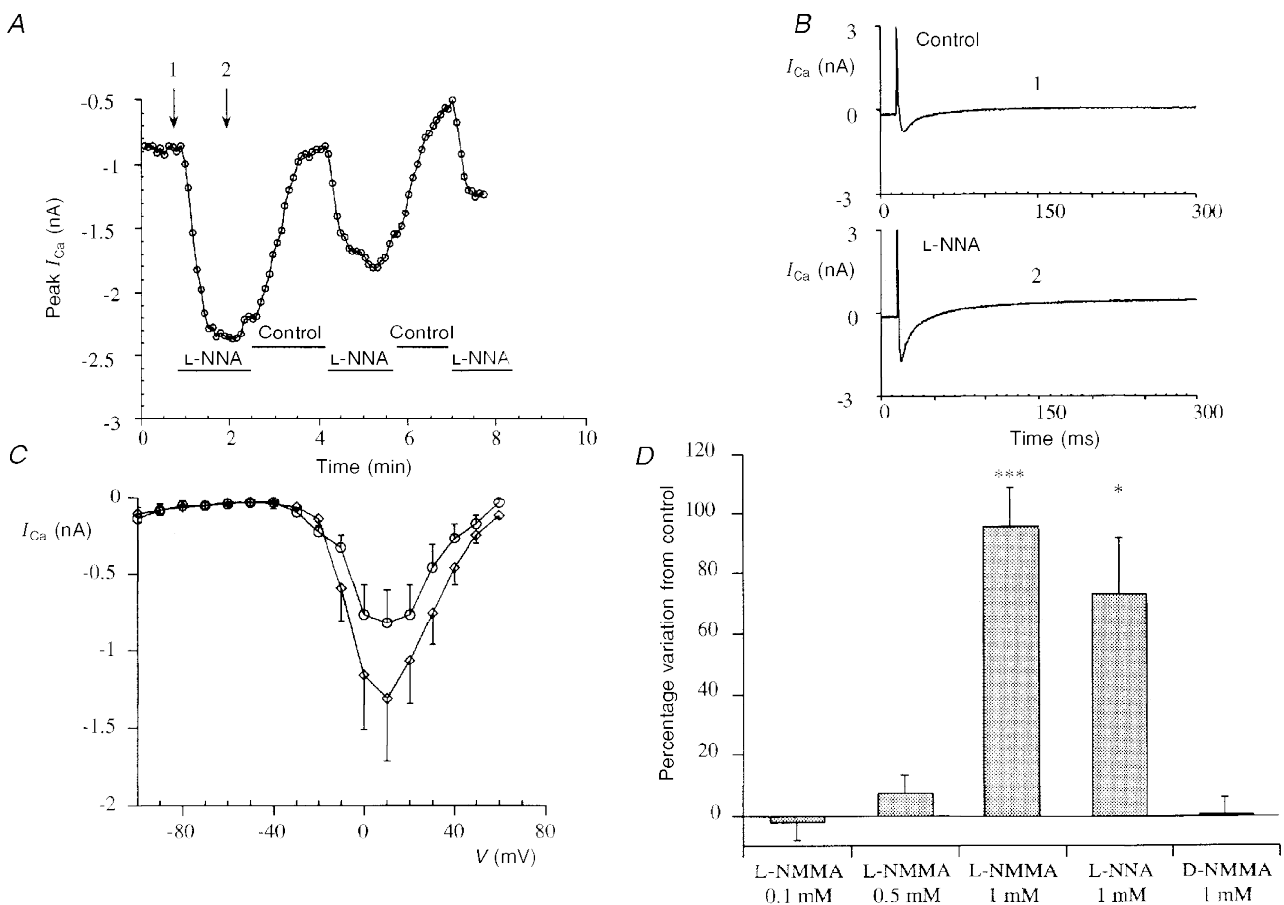 A
1
2
-0.5
-1
-1.5
-2
-2.5
-3
Peak I_Ca (nA)
Control
Control
L-NNA
L-NNA
L-NNA
0
2
4
6
8
10
Time (min)
B
3
Control
I_Ca (nA)
1
0
-3
0
150
300
3
L-NNA
I_Ca (nA)
2
0
-3
0
150
300
Time (ms)
C
0
I_Ca (nA)
-0.5
-1
-1.5
-2
-80
-40
0
40
80
V (mV)
D
120
100
80
60
40
20
0
Percentage variation from control
***
*
L-NMMA
0.1 mM
L-NMMA
0.5 mM
L-NMMA
1 mM
L-NNA
1 mM
D-NMMA
1 mM